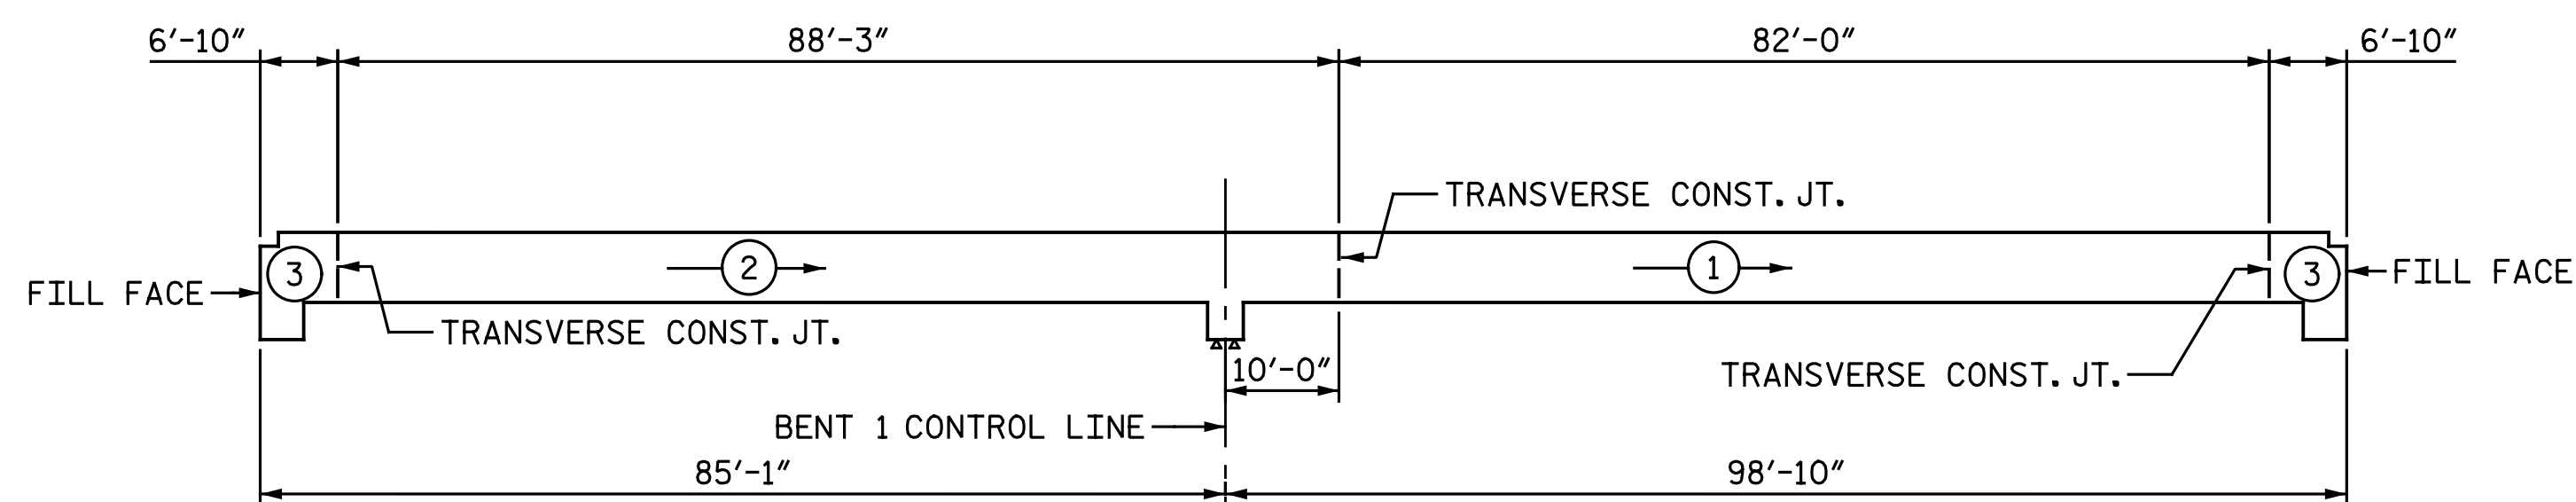 6'-10" 88'-3" 82'-0" 6'-10"
TRANSVERSE CONST. JT.
3 2 1 3
FILL FACE FILL FACE
TRANSVERSE CONST. JT.
10'-0"
TRANSVERSE CONST. JT.
BENT 1 CONTROL LINE
85'-1" 98'-10"